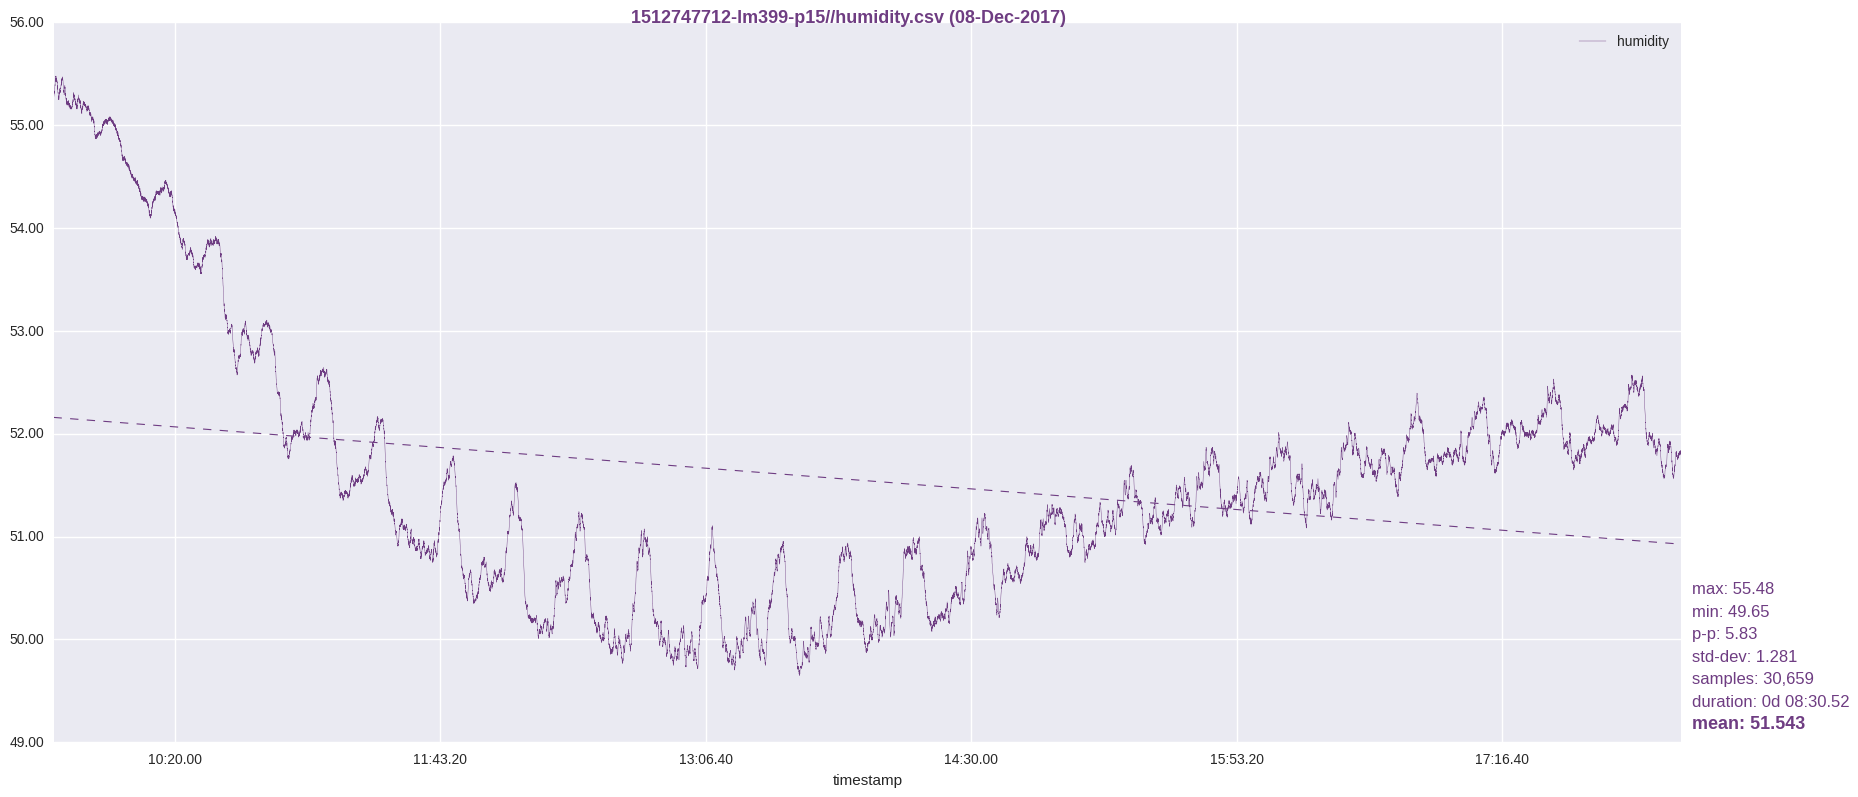 1512747712-lm399-p15//humidity.csv (08-Dec-2017)
humidity
56.00
55.00
54.00
53.00
52.00
51.00
50.00
49.00
10:20.00
11:43.20
13:06.40
14:30.00
15:53.20
17:16.40
timestamp
max: 55.48
min: 49.65
p-p: 5.83
std-dev: 1.281
samples: 30,659
duration: 0d 08:30.52
mean: 51.543